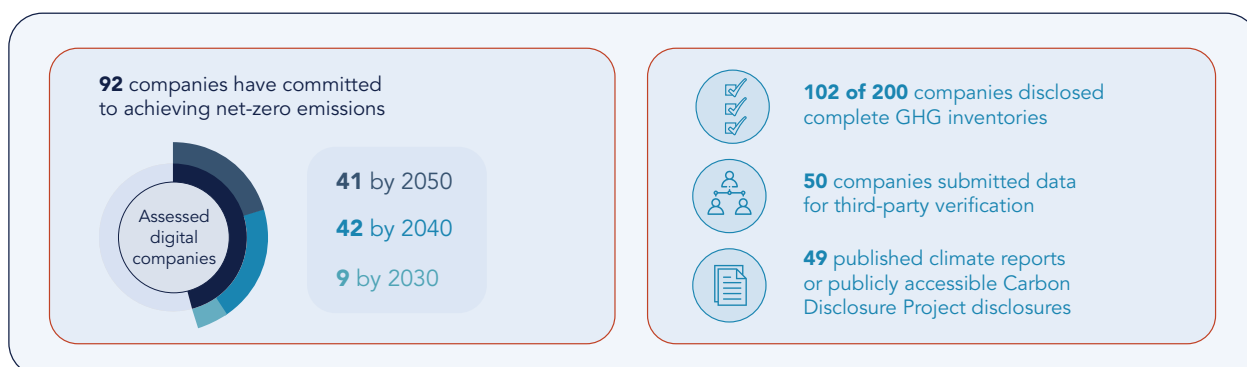 92 companies have committed
to achieving net-zero emissions
Assessed
digital
companies
41 by 2050
42 by 2040
9 by 2030
102 of 200 companies disclosed
complete GHG inventories
50 companies submitted data
for third-party verification
49 published climate reports
or publicly accessible Carbon
Disclosure Project disclosures